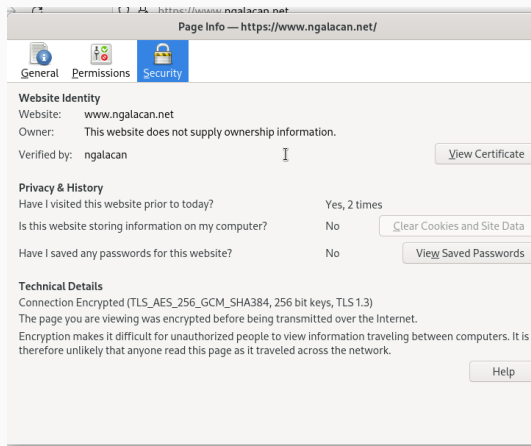 https://www.ngalacan.net
Page Info — https://www.ngalacan.net/
General Permissions Security
Website Identity
Website: www.ngalacan.net
Owner: This website does not supply ownership information.
Verified by: ngalacan View Certificate
Privacy & History
Have I visited this website prior to today? Yes, 2 times
Is this website storing information on my computer? No Clear Cookies and Site Data
Have I saved any passwords for this website? No View Saved Passwords
Technical Details
Connection Encrypted (TLS_AES_256_GCM_SHA384, 256 bit keys, TLS 1.3)
The page you are viewing was encrypted before being transmitted over the Internet.
Encryption makes it difficult for unauthorized people to view information traveling between computers. It is
therefore unlikely that anyone read this page as it traveled across the network.
Help